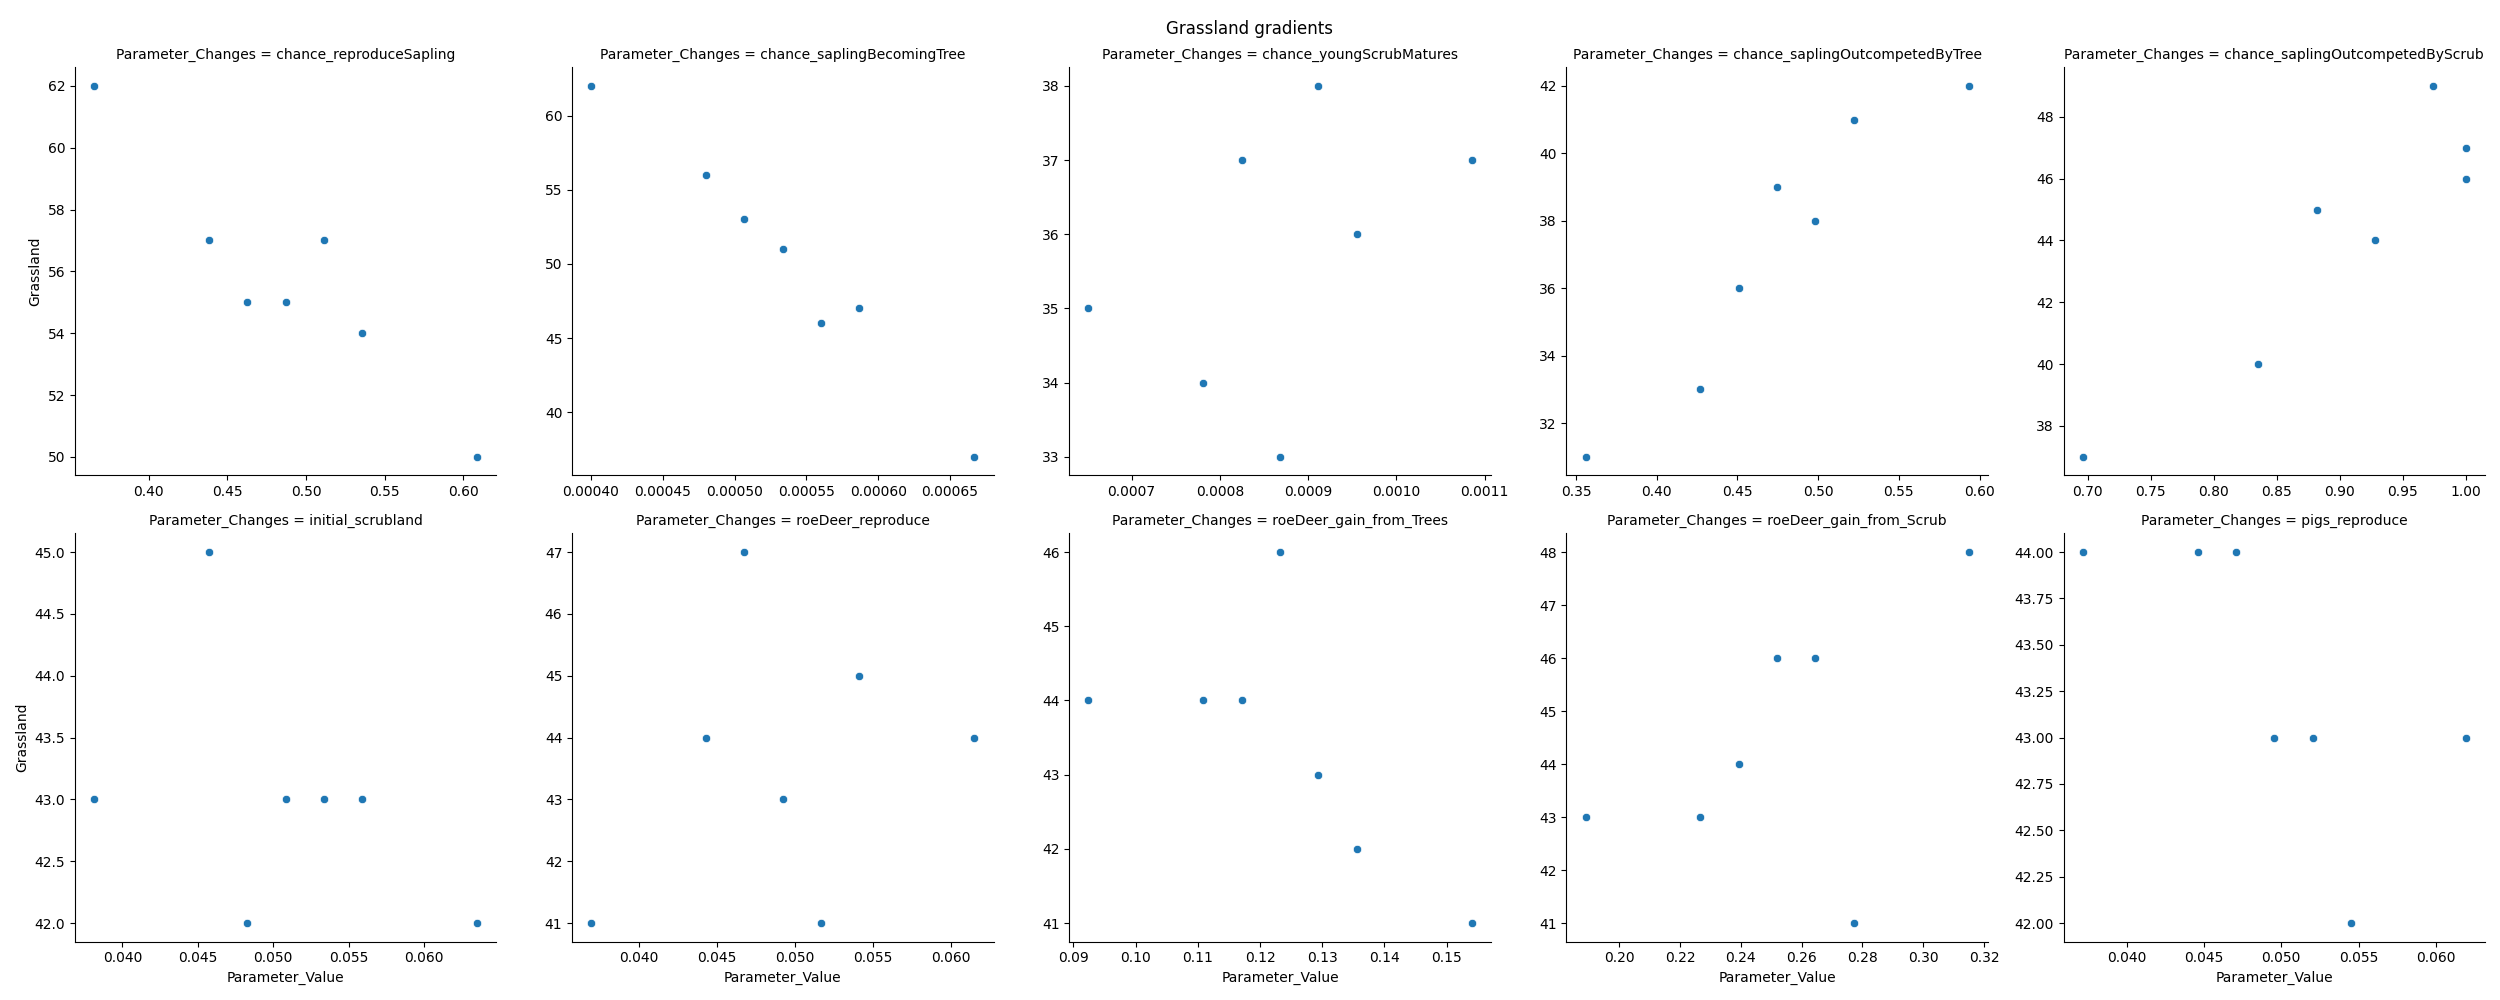 Grassland gradients
Parameter_Changes = chance_reproduceSapling
Parameter_Changes = chance_saplingBecomingTree
Parameter_Changes = chance_youngScrubMatures
Parameter_Changes = chance_saplingOutcompetedByTree
Parameter_Changes = chance_saplingOutcompetedByScrub
Grassland
62
60
58
56
54
52
50
0.40 0.45 0.50 0.55 0.60
60
55
50
45
40
0.00040 0.00045 0.00050 0.00055 0.00060 0.00065
38
37
36
35
34
33
0.0007 0.0008 0.0009 0.0010 0.0011
42
40
38
36
34
32
0.35 0.40 0.45 0.50 0.55 0.60
48
46
44
42
40
38
0.70 0.75 0.80 0.85 0.90 0.95 1.00
Parameter_Changes = initial_scrubland
Parameter_Changes = roeDeer_reproduce
Parameter_Changes = roeDeer_gain_from_Trees
Parameter_Changes = roeDeer_gain_from_Scrub
Parameter_Changes = pigs_reproduce
Grassland
45.0
44.5
44.0
43.5
43.0
42.5
42.0
0.040 0.045 0.050 0.055 0.060
Parameter_Value
47
46
45
44
43
42
41
0.040 0.045 0.050 0.055 0.060
Parameter_Value
46
45
44
43
42
41
0.09 0.10 0.11 0.12 0.13 0.14 0.15
Parameter_Value
48
47
46
45
44
43
42
41
0.20 0.22 0.24 0.26 0.28 0.30 0.32
Parameter_Value
44.00
43.75
43.50
43.25
43.00
42.75
42.50
42.25
42.00
0.040 0.045 0.050 0.055 0.060
Parameter_Value